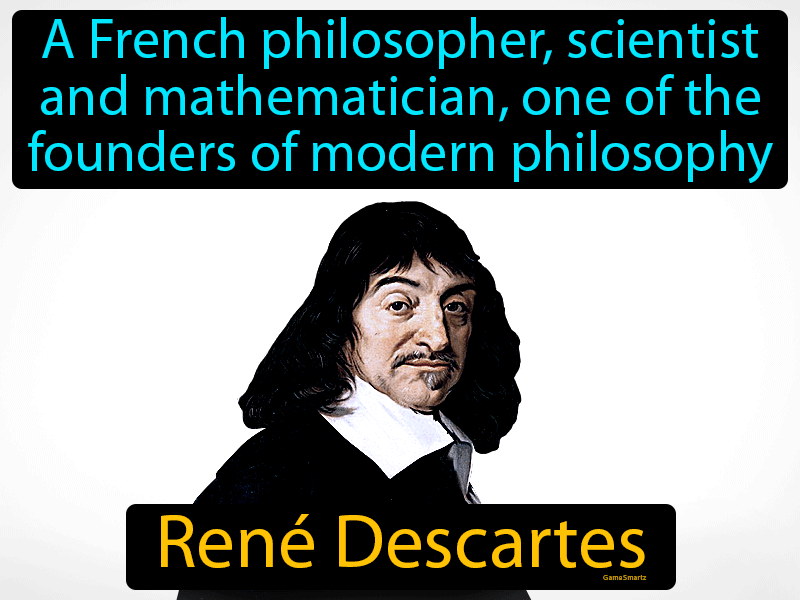 A French philosopher, scientist
and mathematician, one of the
founders of modern philosophy
René Descartes
GameSmartz